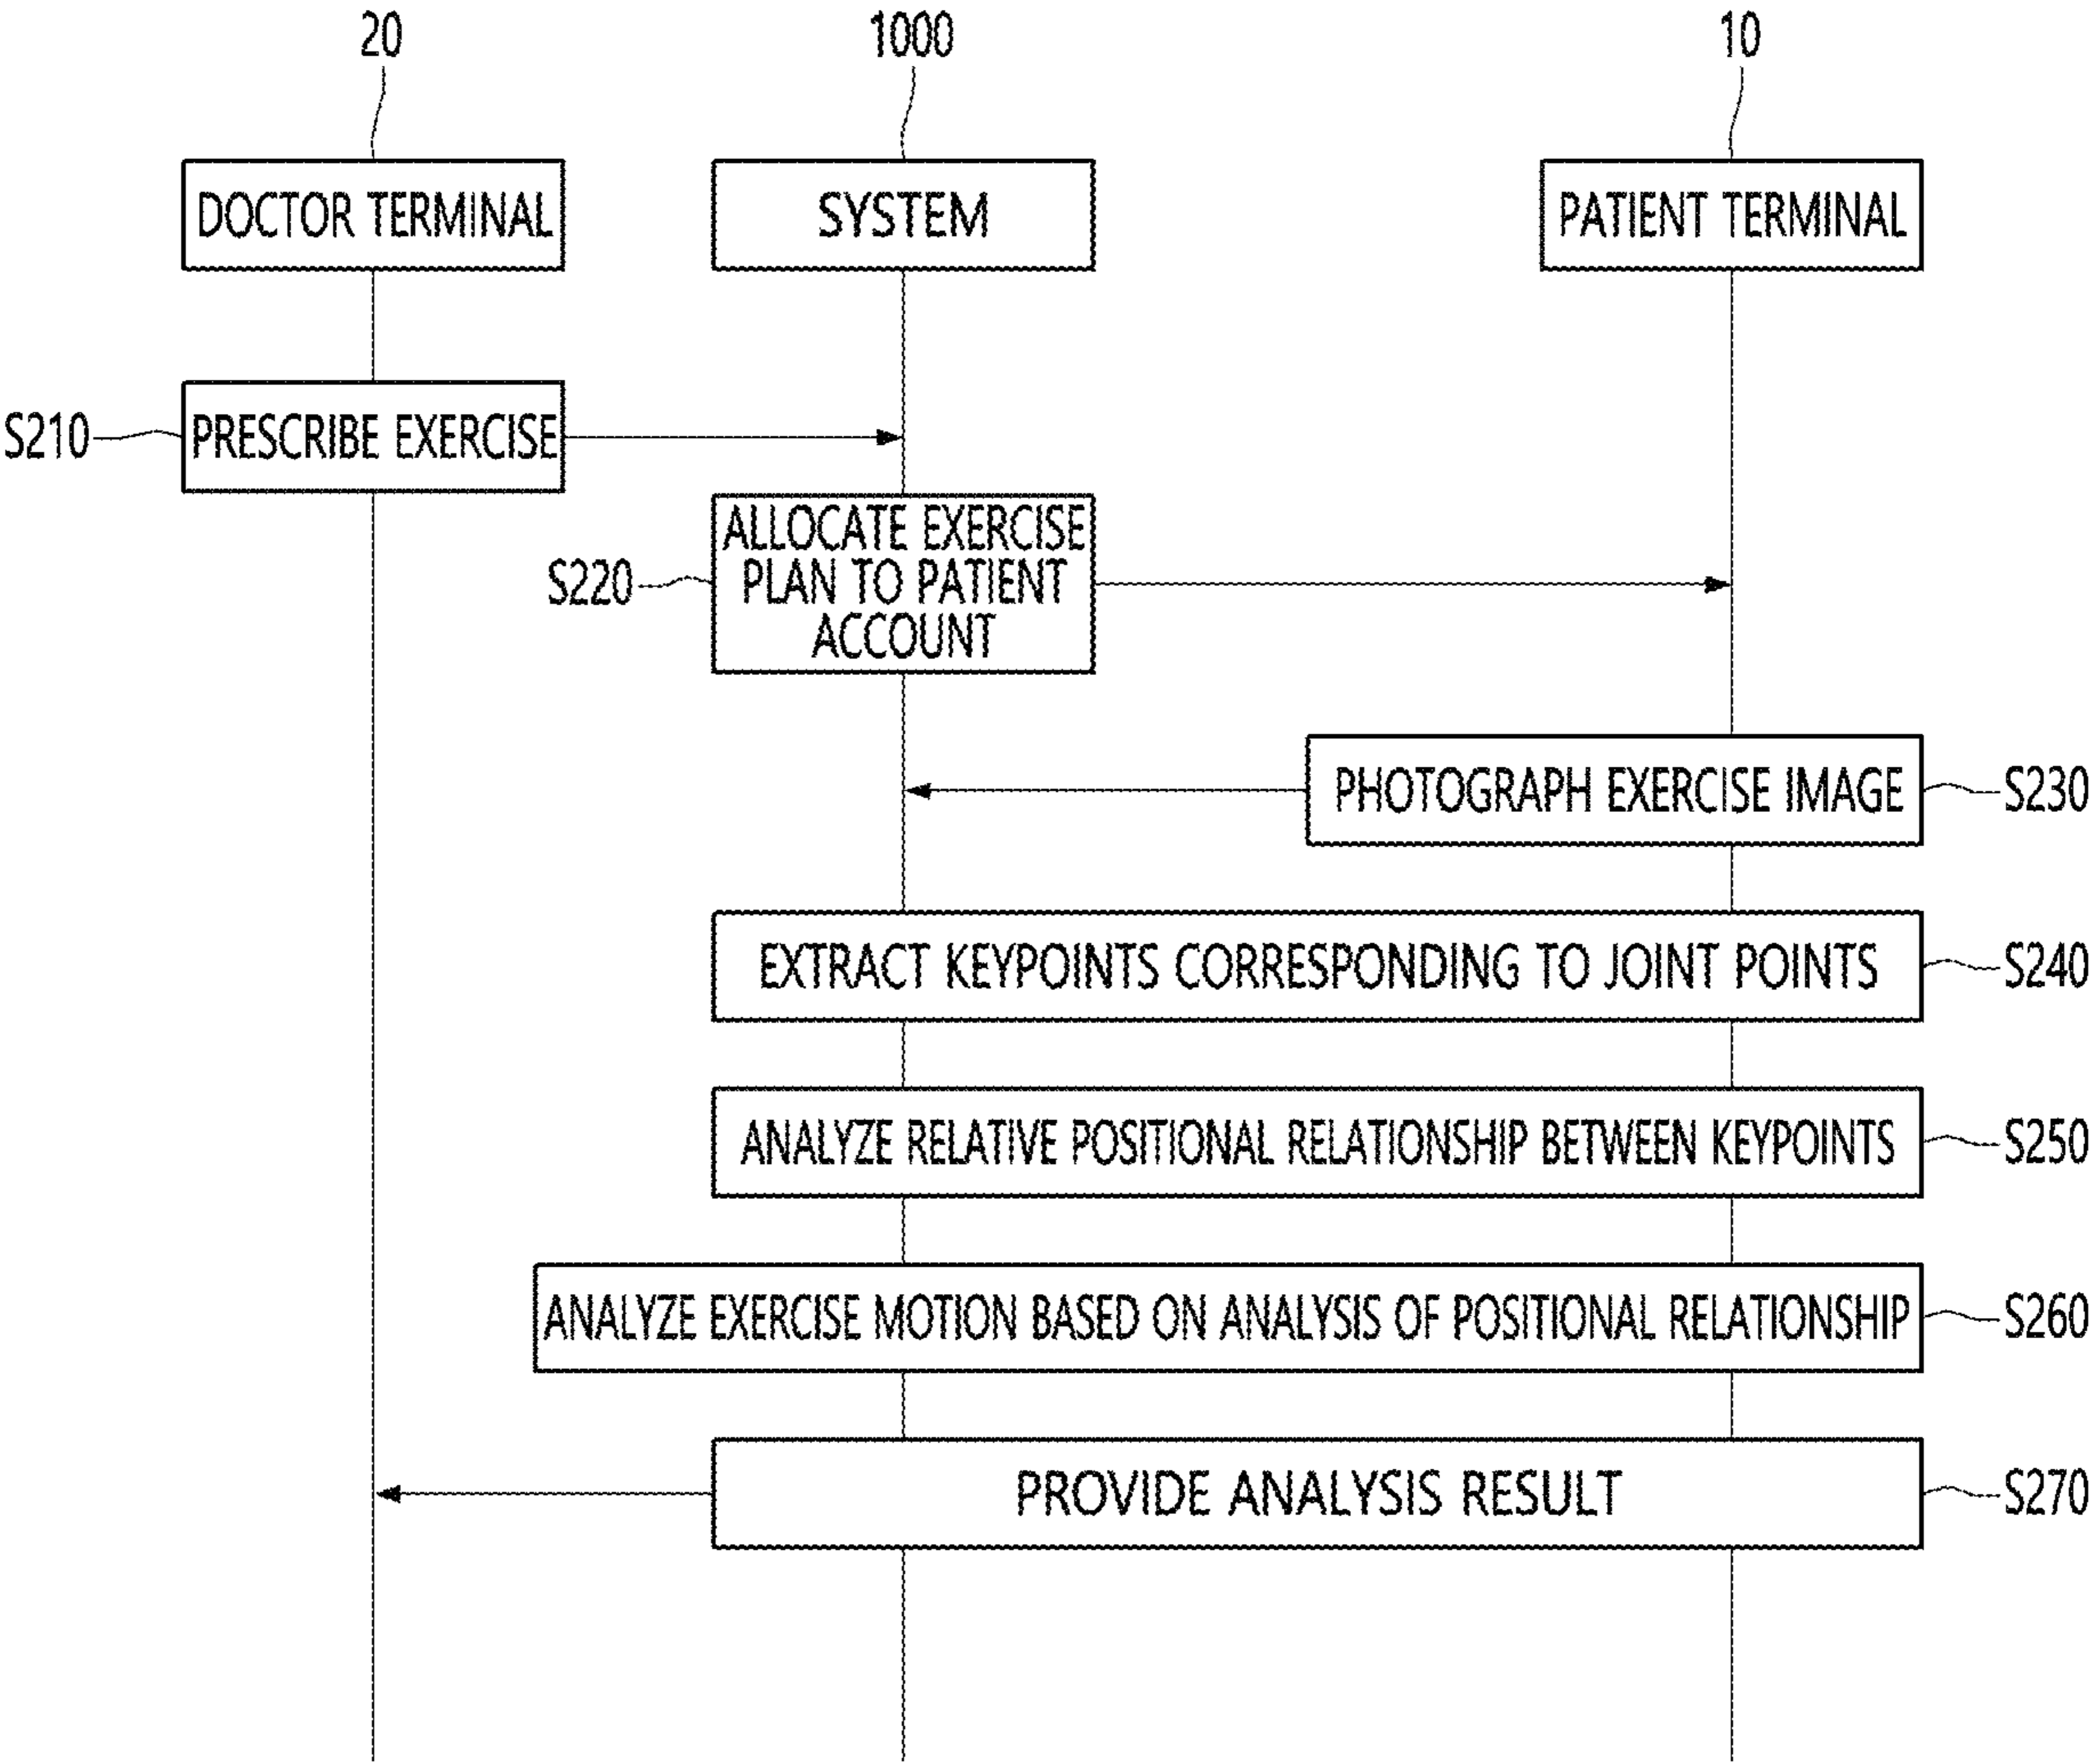 20
1000
10
DOCTOR TERMINAL
SYSTEM
PATIENT TERMINAL
S210
PRESCRIBE EXERCISE
S220
ALLOCATE EXERCISE
PLAN TO PATIENT
ACCOUNT
PHOTOGRAPH EXERCISE IMAGE
S230
EXTRACT KEYPOINTS CORRESPONDING TO JOINT POINTS
S240
ANALYZE RELATIVE POSITIONAL RELATIONSHIP BETWEEN KEYPOINTS
S250
ANALYZE EXERCISE MOTION BASED ON ANALYSIS OF POSITIONAL RELATIONSHIP
S260
PROVIDE ANALYSIS RESULT
S270